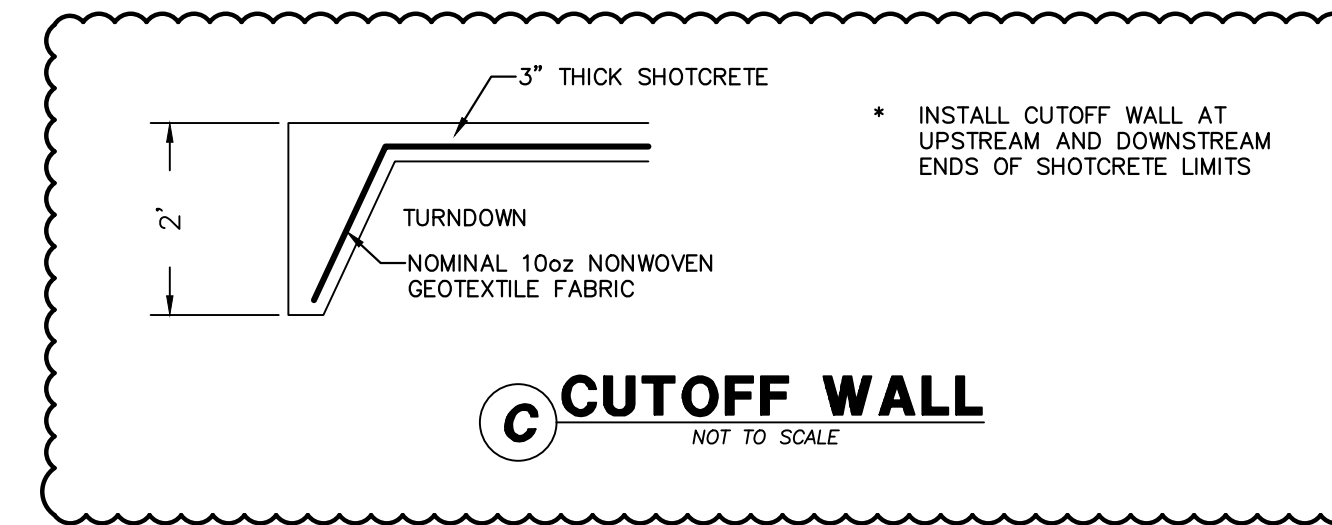 3” THICK SHOTCRETE
* INSTALL CUTOFF WALL AT
UPSTREAM AND DOWNSTREAM
ENDS OF SHOTCRETE LIMITS
2'
TURNDOWN
NOMINAL 10oz NONWOVEN
GEOTEXTILE FABRIC
C CUTOFF WALL
NOT TO SCALE